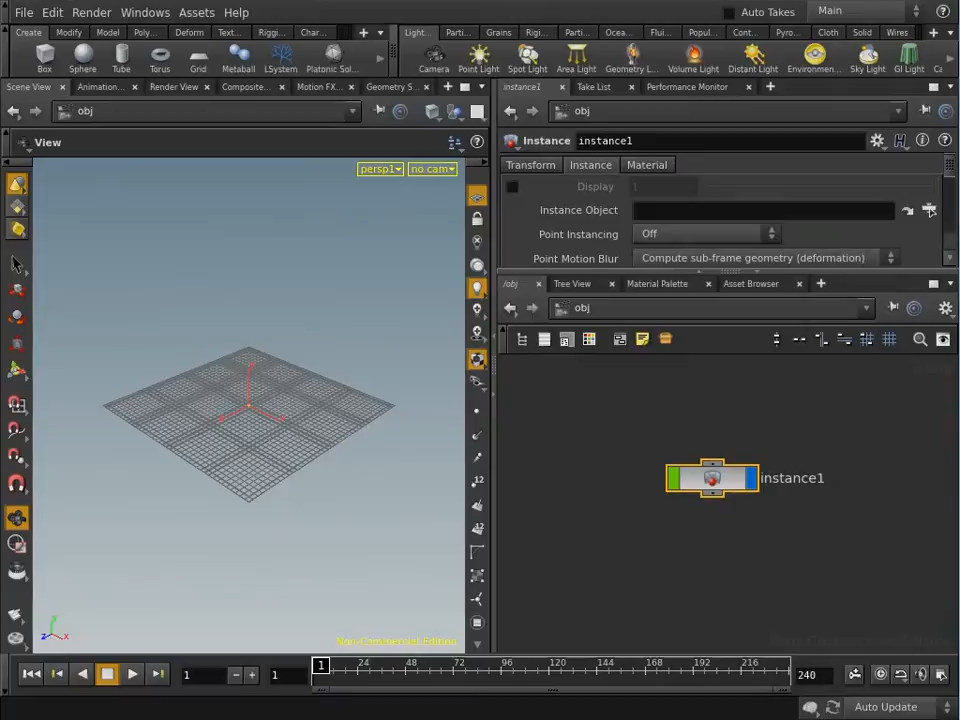 File Edit Render Windows Assets Help Auto Takes Main
Create Modify Model Poly... Deform Text... Riggi... Char... Light... Parti... Grains Rigi... Parti... Ocea... Flui... Popul... Cont... Pyro... Cloth Solid Wires
Box Sphere Tube Torus Grid Metaball LSystem Platonic Sol... Camera Point Light Spot Light Area Light Geometry L... Volume Light Distant Light Environmen... Sky Light GI Light Ca
Scene View Animation... Render View Composite... Motion FX... Geometry S... instance1 Take List Performance Monitor
obj obj
View Instance instance1
persp1 no cam Transform Instance Material
Display 1
Instance Object
Point Instancing Off
Point Motion Blur Compute sub-frame geometry (deformation)
/obj Tree View Material Palette Asset Browser
obj
instance1
12
12
y
z x
Non-Commercial Edition
1 1 1 24 48 72 96 120 144 168 192 216 240
Auto Update